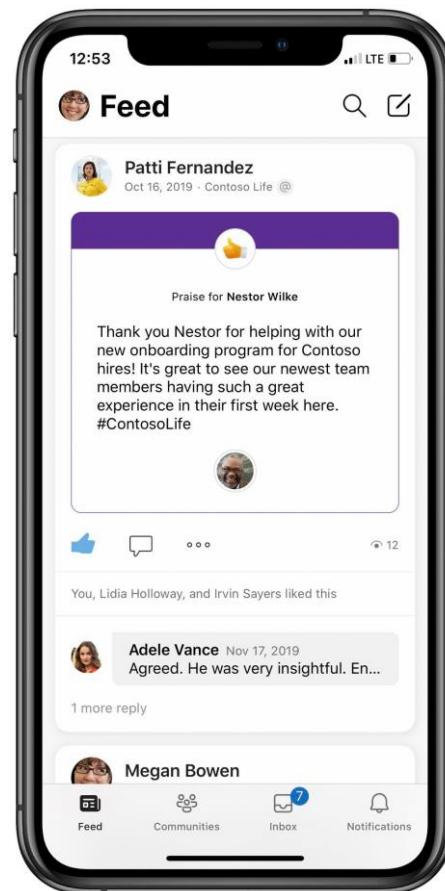 12:53
LTE
Feed
Patti Fernandez
Oct 16, 2019 · Contoso Life @
Praise for Nestor Wilke
Thank you Nestor for helping with our
new onboarding program for Contoso
hires! It's great to see our newest team
members having such a great
experience in their first week here.
#ContosoLife
12
You, Lidia Holloway, and Irvin Sayers liked this
Adele Vance Nov 17, 2019
Agreed. He was very insightful. En...
1 more reply
Megan Bowen
7
Feed Communities Inbox Notifications